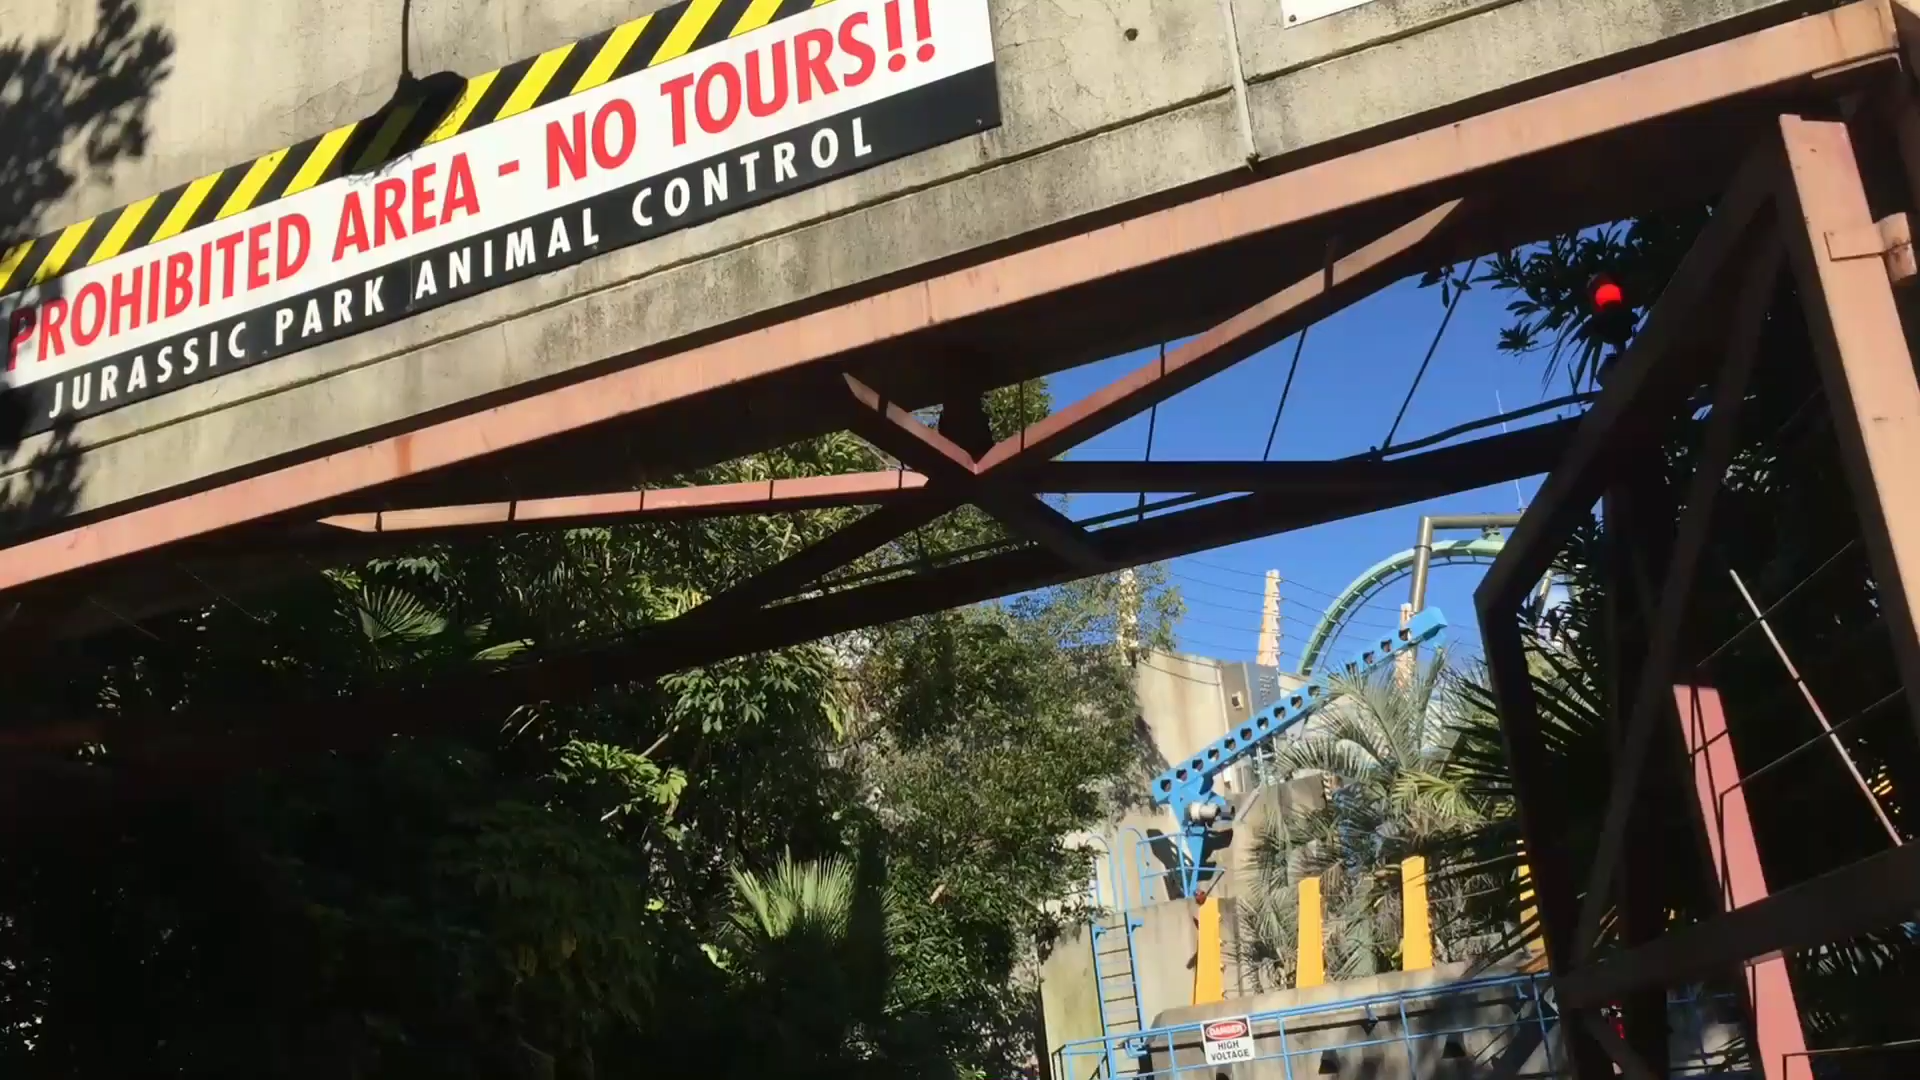 PROHIBITED AREA - NO TOURS!!
JURASSIC PARK ANIMAL CONTROL
DANGER
HIGH
VOLTAGE